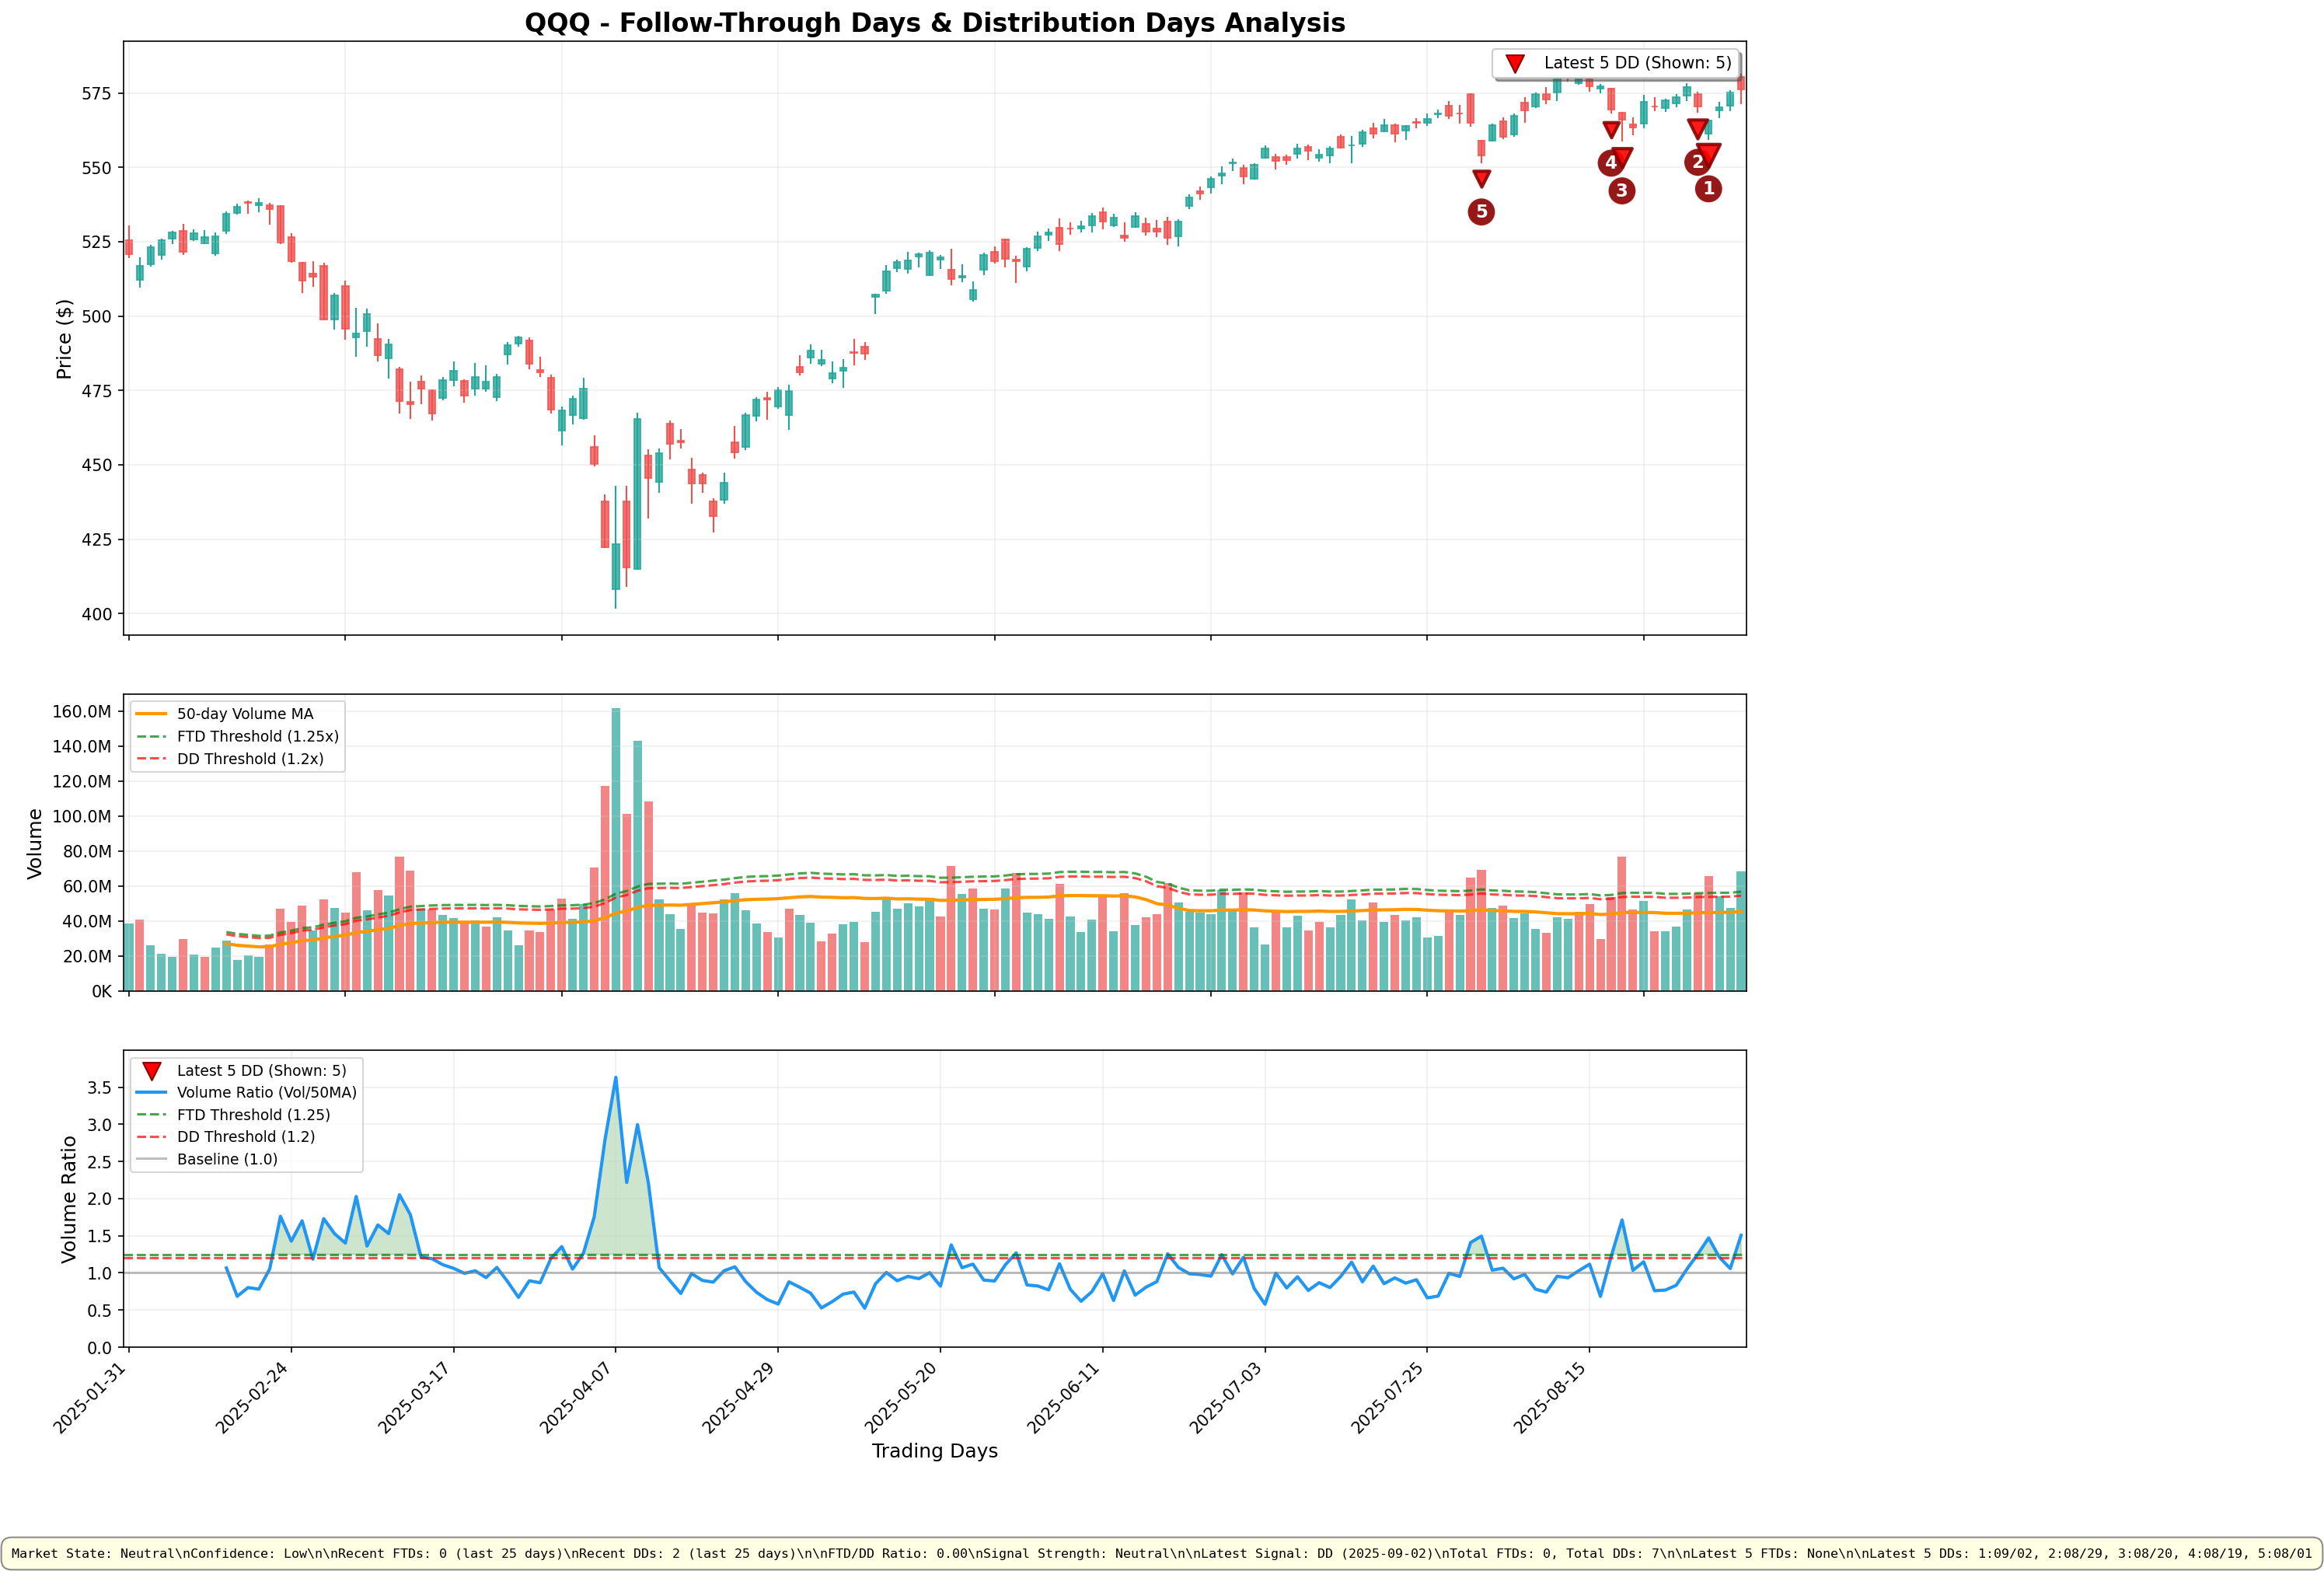 QQQ - Follow-Through Days & Distribution Days Analysis
Latest 5 DD (Shown: 5)
Price ($)
575
550
525
500
475
450
425
400
4
3
2
1
5
50-day Volume MA
FTD Threshold (1.25x)
DD Threshold (1.2x)
Volume
160.0M
140.0M
120.0M
100.0M
80.0M
60.0M
40.0M
20.0M
0K
Latest 5 DD (Shown: 5)
Volume Ratio (Vol/50MA)
FTD Threshold (1.25)
DD Threshold (1.2)
Baseline (1.0)
Volume Ratio
3.5
3.0
2.5
2.0
1.5
1.0
0.5
0.0
2025-01-31
2025-02-24
2025-03-17
2025-04-07
2025-04-29
2025-05-20
2025-06-11
2025-07-03
2025-07-25
2025-08-15
Trading Days
Market State: Neutral\nConfidence: Low\n\nRecent FTDs: 0 (last 25 days)\nRecent DDs: 2 (last 25 days)\n\nFTD/DD Ratio: 0.00\nSignal Strength: Neutral\n\nLatest Signal: DD (2025-09-02)\nTotal FTDs: 0, Total DDs: 7\n\nLatest 5 FTDs: None\n\nLatest 5 DDs: 1:09/02, 2:08/29, 3:08/20, 4:08/19, 5:08/01